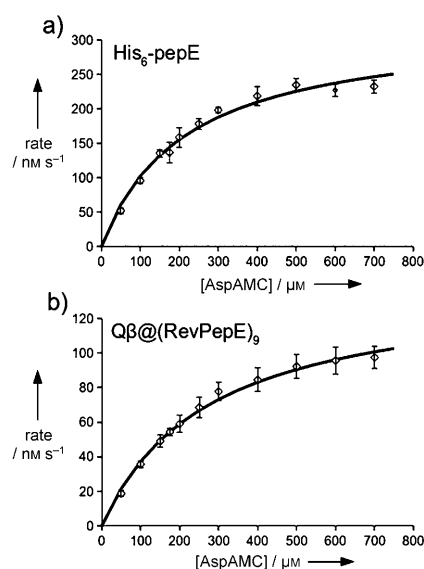 a)
His6-pepE
300
250
200
150
100
50
0
rate
/ nM s−1
0 100 200 300 400 500 600 700 800
[AspAMC] / μM
b)
Qβ@(RevPepE)9
120
100
80
60
40
20
0
rate
/ nM s−1
0 100 200 300 400 500 600 700 800
[AspAMC] / μM